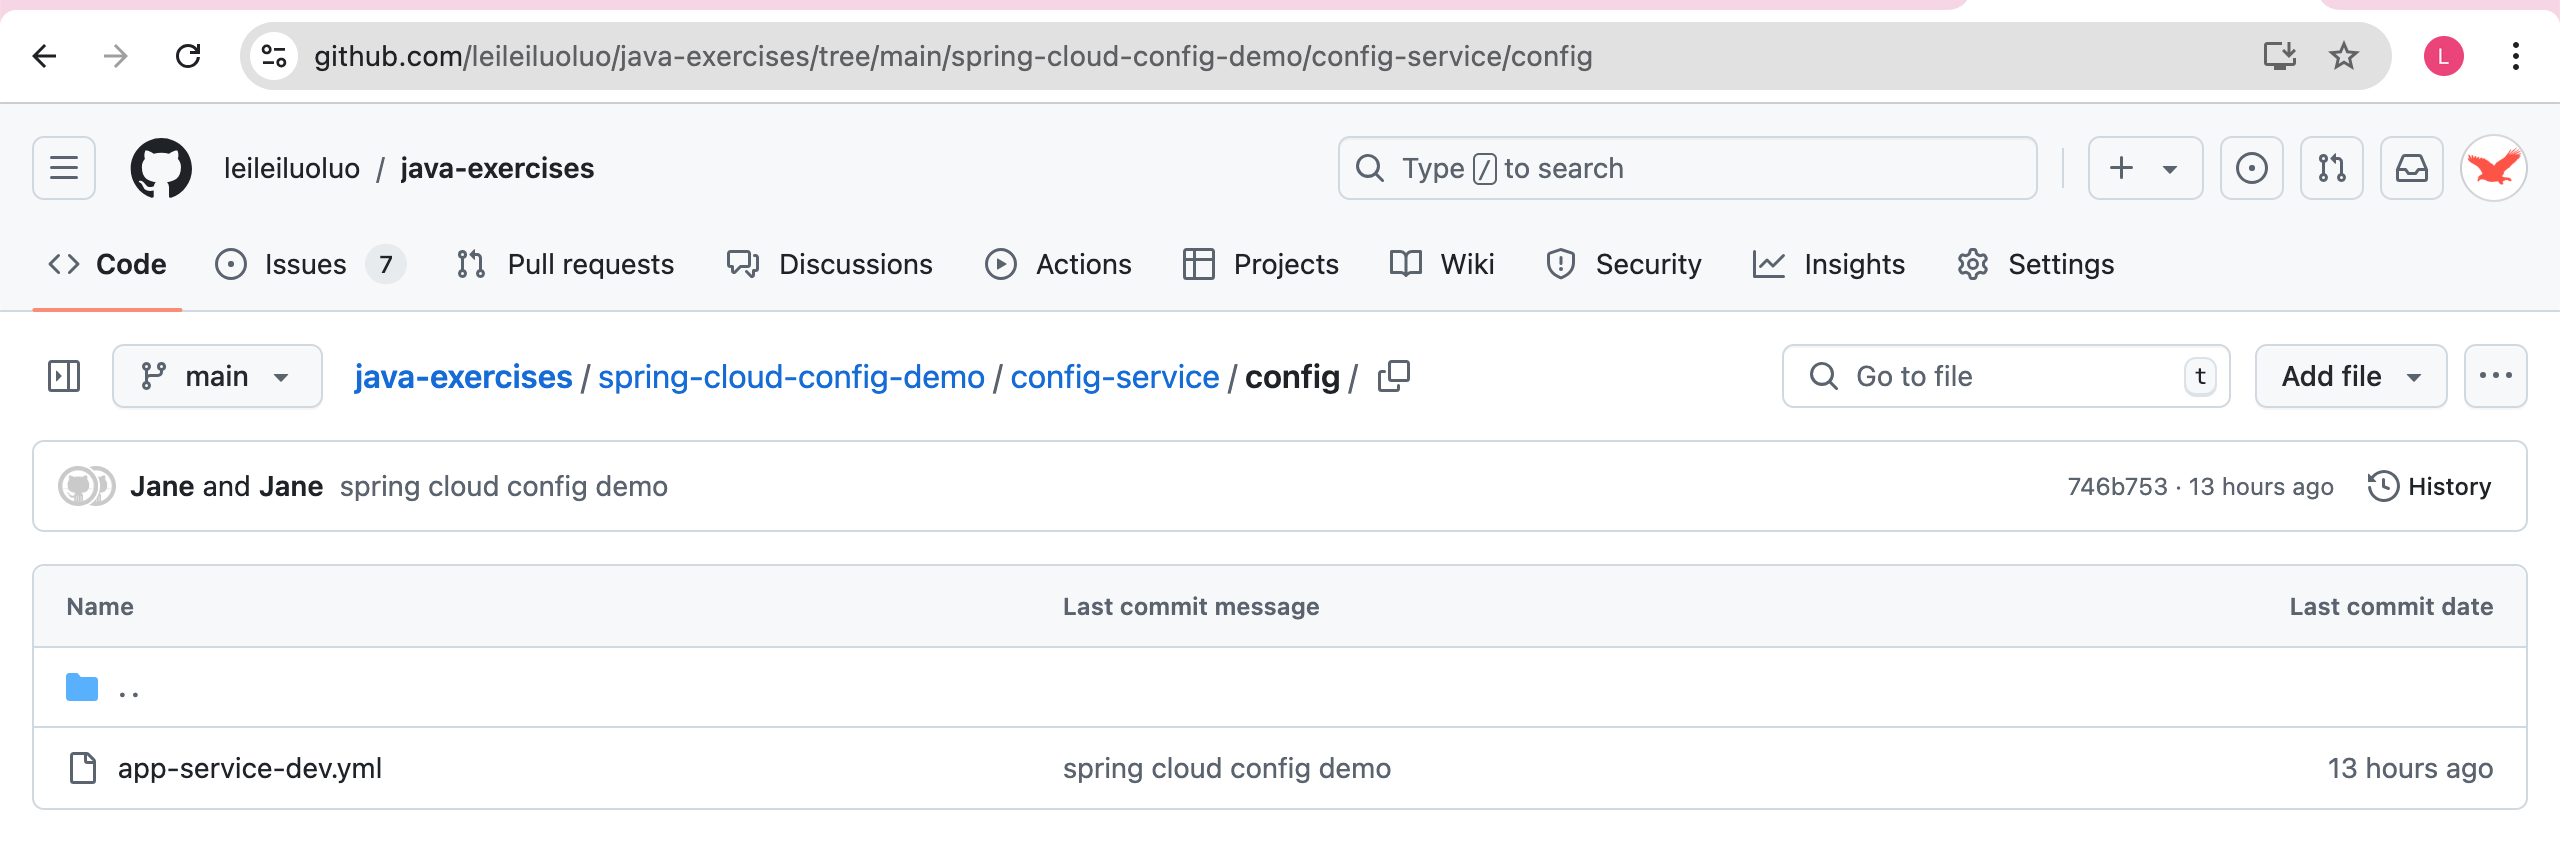 github.com/leileiluoluo/java-exercises/tree/main/spring-cloud-config-demo/config-service/config
L
leileiluoluo / java-exercises
Type / to search
Code
Issues 7
Pull requests
Discussions
Actions
Projects
Wiki
Security
Insights
Settings
main
java-exercises / spring-cloud-config-demo / config-service / config /
Go to file t
Add file
Jane and Jane spring cloud config demo
746b753 · 13 hours ago
History
Name Last commit message Last commit date
..
app-service-dev.yml spring cloud config demo 13 hours ago